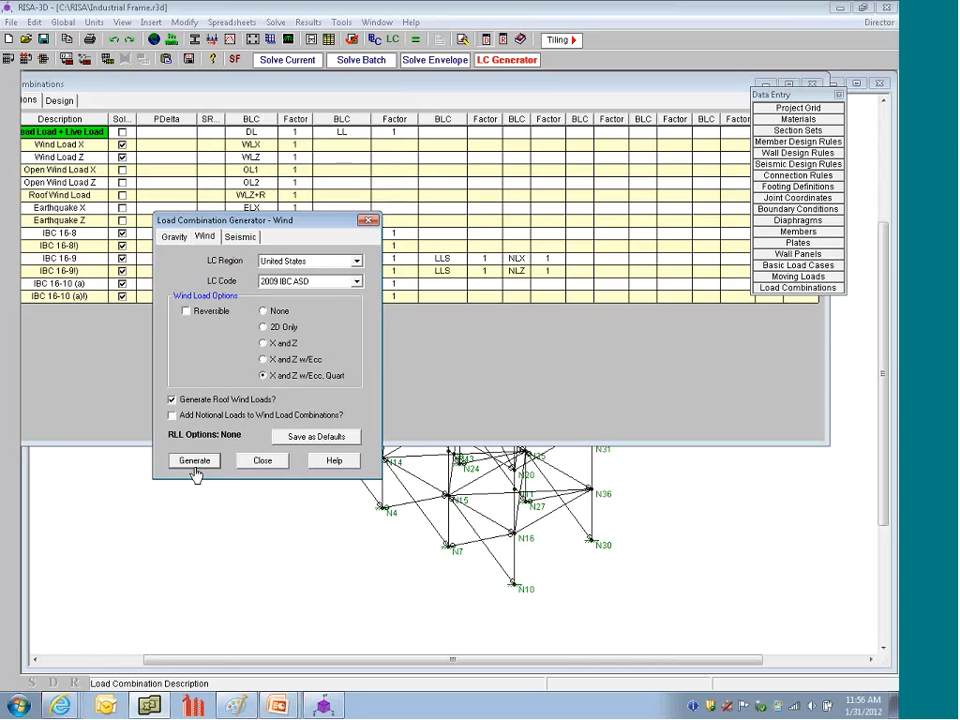 RISA-3D - [C:\RISA\Industrial Frame.r3d]
File Edit Global Units View Insert Modify Spreadsheets Solve Results Tools Window Help Director
LC = Tiling
SF Solve Current Solve Batch Solve Envelope LC Generator
mbinations
ons Design
Data Entry
Project Grid
Materials
Section Sets
Member Design Rules
Wall Design Rules
Seismic Design Rules
Connection Rules
Footing Definitions
Joint Coordinates
Boundary Conditions
Diaphragms
Members
Plates
Wall Panels
Basic Load Cases
Moving Loads
Load Combinations
Description Sol... PDelta SR... BLC Factor BLC Factor BLC Factor BLC Factor BLC Factor BLC Factor BLC
ead Load + Live Load DL 1 LL 1
Wind Load X WLX 1
Wind Load Z WLZ 1
Open Wind Load X OL1 1
Open Wind Load Z OL2 1
Roof Wind Load WLZ+R 1
Earthquake X ELX 1
Earthquake Z
IBC 16-8 1
IBC 16-8 1
IBC 16-9 1 LLS 1 NLX 1
IBC 16-9 1 LLS 1 NLZ 1
IBC 16-10 (a) 1
IBC 16-10 (a) 1
Load Combination Generator - Wind
Gravity Wind Seismic
LC Region United States
LC Code 2009 IBC ASD
Wind Load Options
Reversible None
2D Only
X and Z
X and Z w/Ecc
X and Z w/Ecc, Quart
Generate Roof Wind Loads?
Add Notional Loads to Wind Load Combinations?
RLL Options: None Save as Defaults
Generate Close Help
N31
N14
N24
N20
N36
N15
N27
N4
N16
N7
N30
N10
S D R Load Combination Description
11:56 AM
1/31/2012